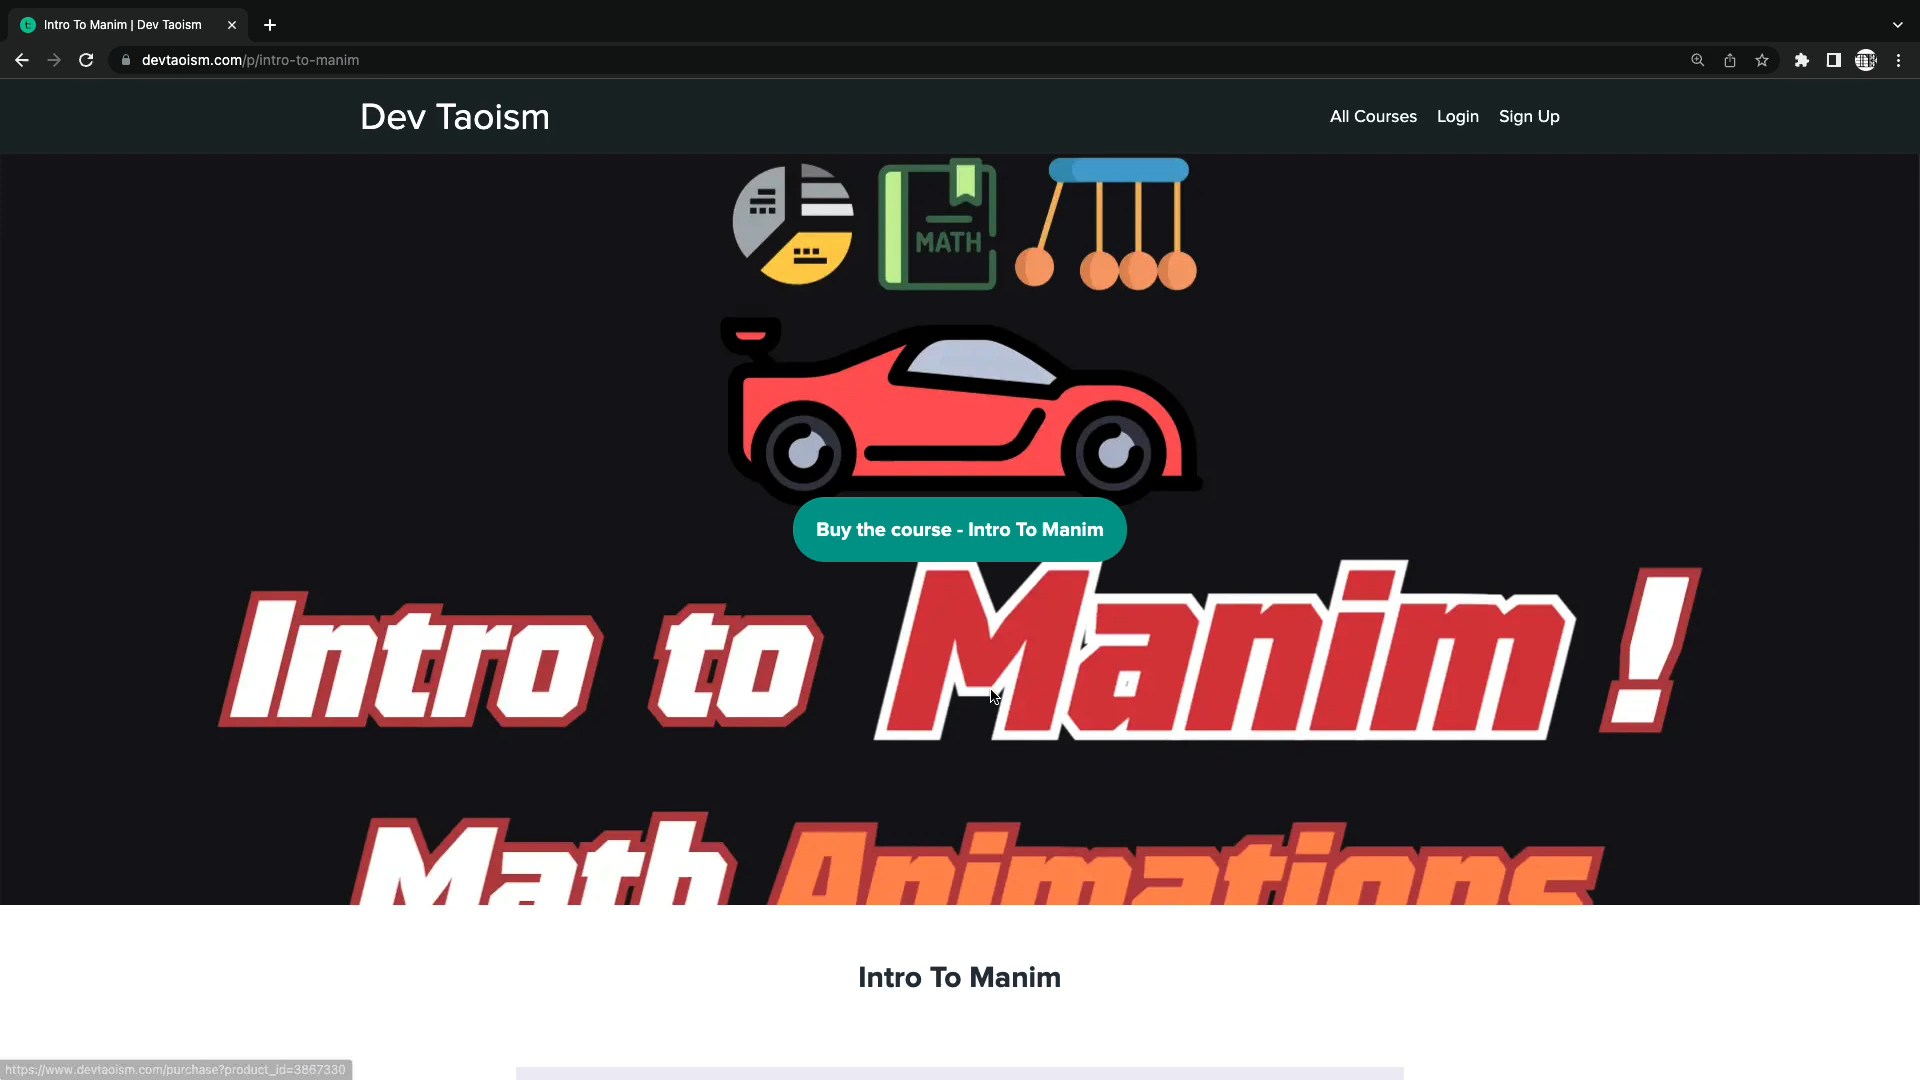 Intro To Manim | Dev Taoism
devtaoism.com/p/intro-to-manim
Dev Taoism
All Courses Login Sign Up
MATH
Buy the course - Intro To Manim
Intro to Manim !
Math Animations
Intro To Manim
https://www.devtaoism.com/purchase?product_id=3867330